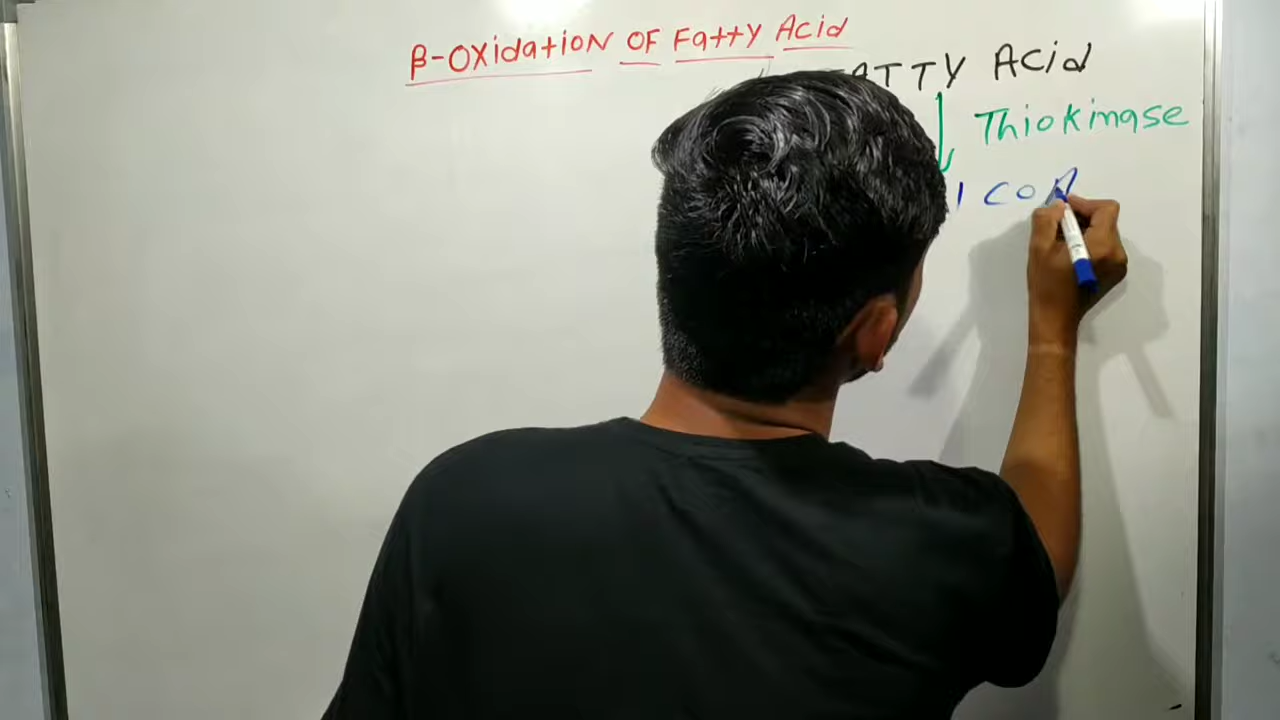 β-Oxidation OF Fatty Acid
ATTY Acid
Thiokinase
l COA